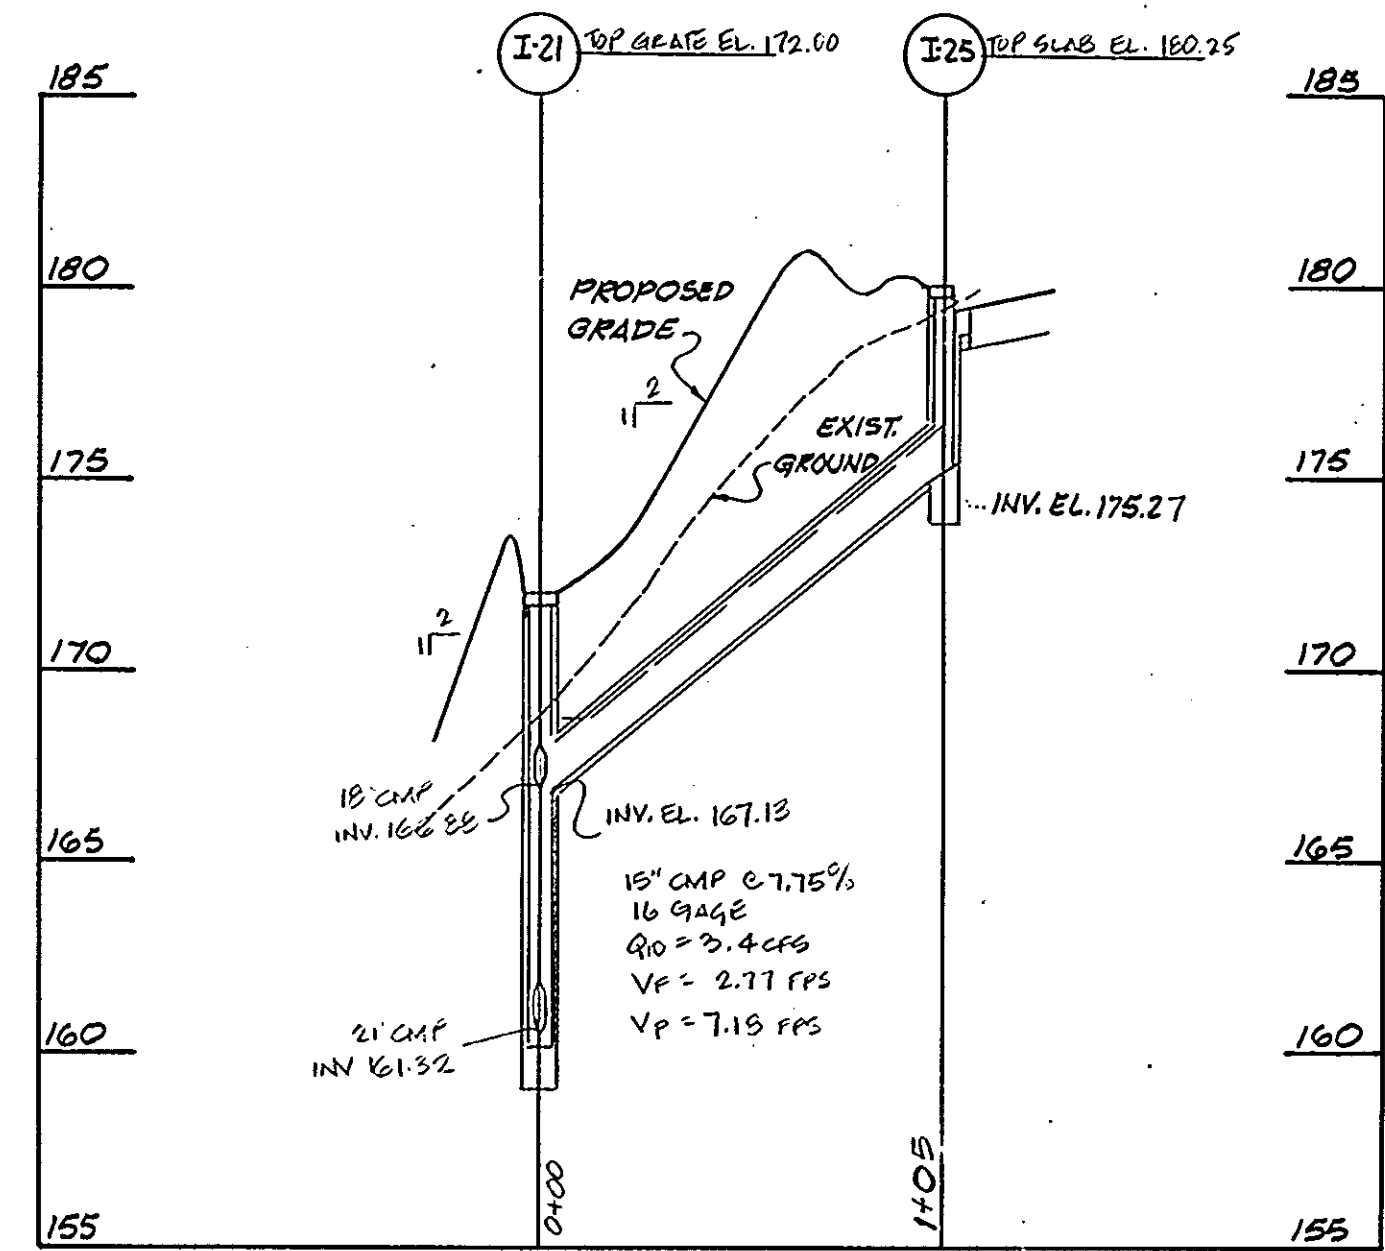 I-21 TOP GRATE EL. 172.00
I-25 TOP SLAB EL. 180.25
185
185
180
180
PROPOSED
GRADE
2
1
EXIST.
GROUND
175
175
INV. EL. 175.27
2
1
170
170
18" CMP
INV. 166.88
INV. EL. 167.13
165
165
15" CMP @ 7.75%
16 GAGE
Q10 = 3.4 CFS
VF = 2.77 FPS
VP = 7.15 FPS
21" CMP
INV 161.32
160
160
0+00
1+05
155
155